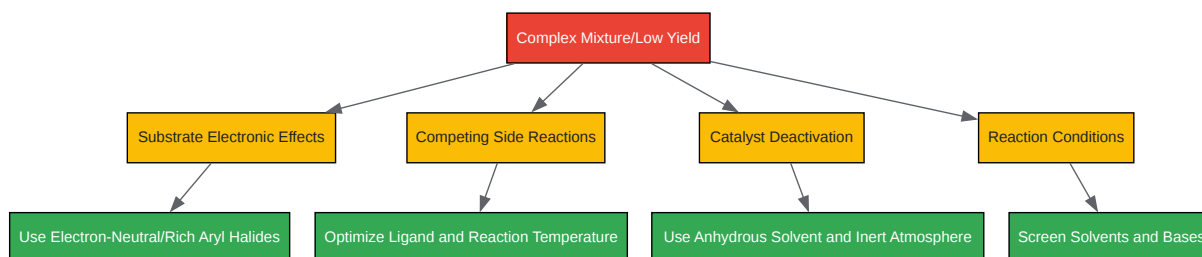 Complex Mixture/Low Yield
Substrate Electronic Effects
Competing Side Reactions
Catalyst Deactivation
Reaction Conditions
Use Electron-Neutral/Rich Aryl Halides
Optimize Ligand and Reaction Temperature
Use Anhydrous Solvent and Inert Atmosphere
Screen Solvents and Bases